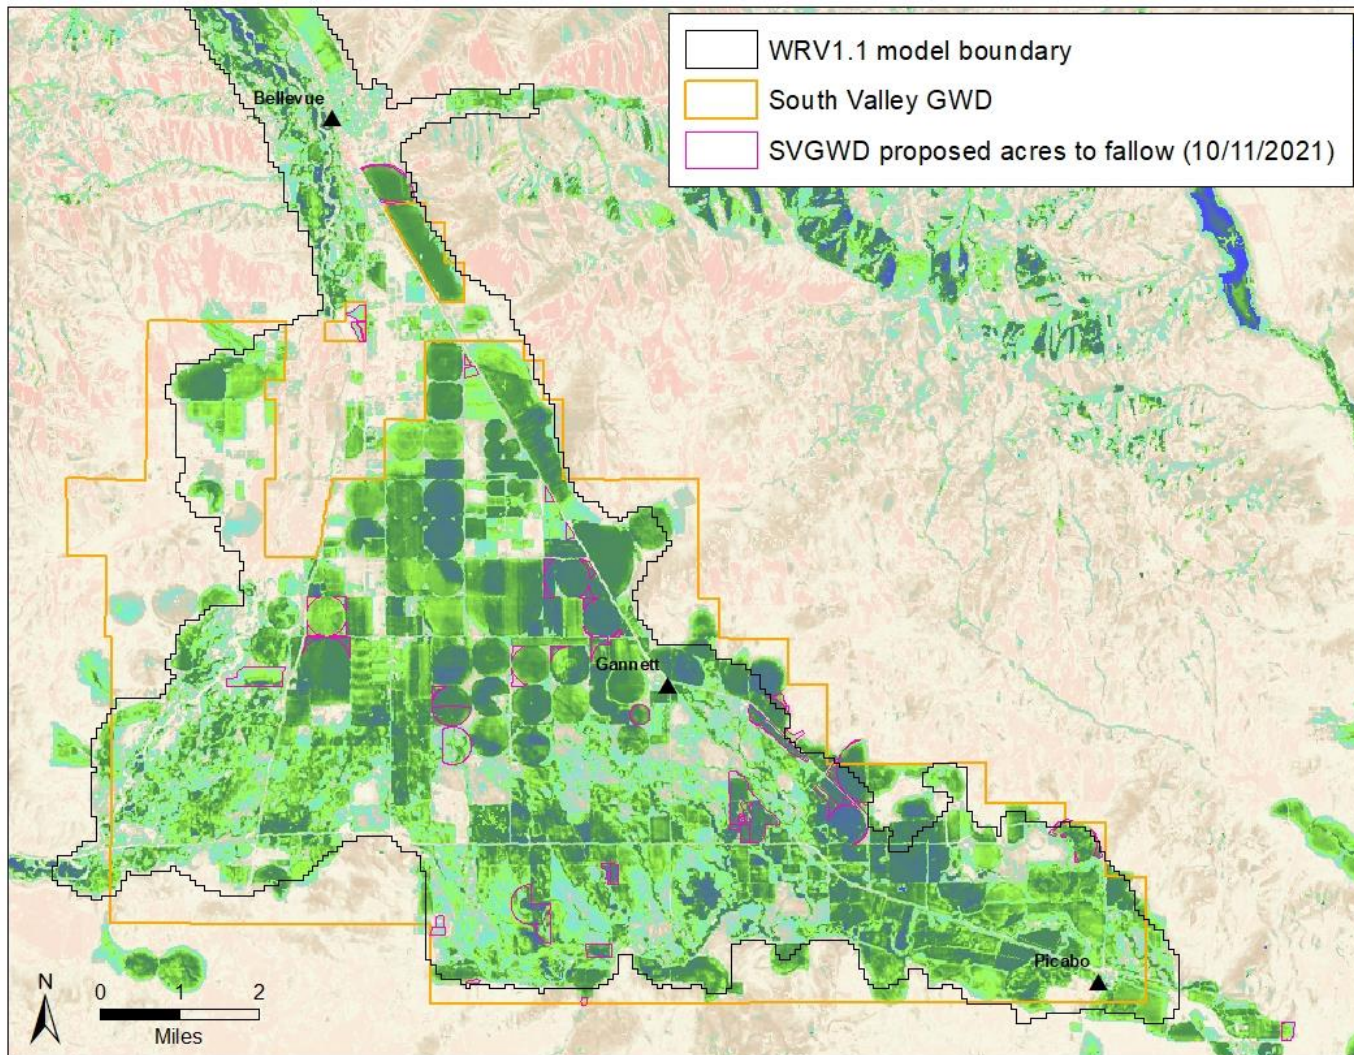 WRV1.1 model boundary
South Valley GWD
SVGWD proposed acres to fallow (10/11/2021)
Bellevue
Gannett
Picabo
N
0 1 2
Miles